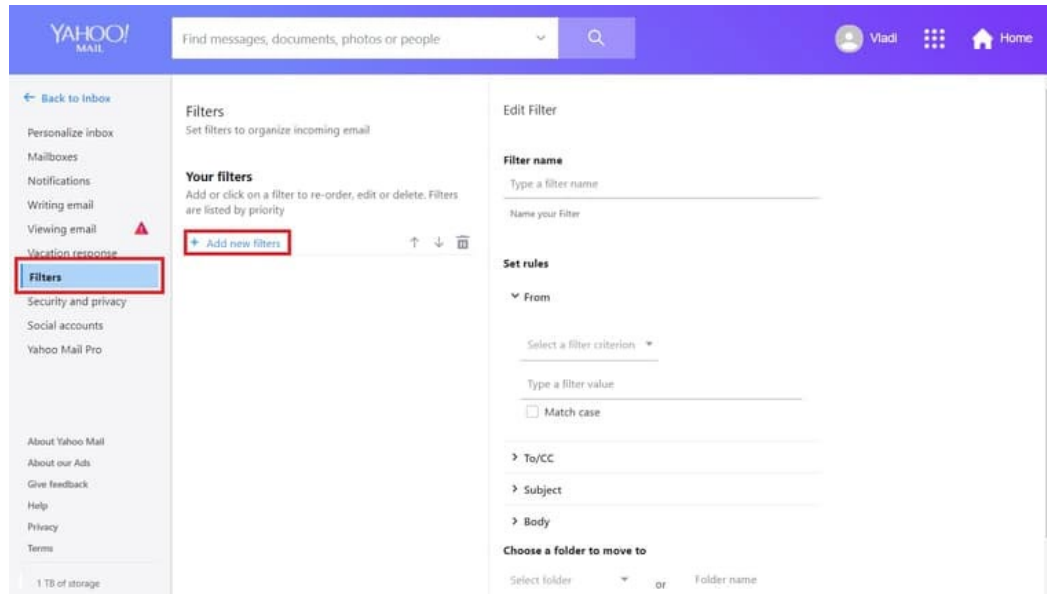 YAHOO!
MAIL
Find messages, documents, photos or people
Vladi
Home
Back to Inbox
Personalize inbox
Mailboxes
Notifications
Writing email
Viewing email
Vacation response
Filters
Security and privacy
Social accounts
Yahoo Mail Pro
About Yahoo Mail
About our Ads
Give feedback
Help
Privacy
Terms
1 TB of storage
Filters
Set filters to organize incoming email
Your filters
Add or click on a filter to re-order, edit or delete. Filters
are listed by priority
+ Add new filters
Edit Filter
Filter name
Type a filter name
Name your Filter
Set rules
From
Select a filter criterion
Type a filter value
Match case
To/CC
Subject
Body
Choose a folder to move to
Select folder
or
Folder name